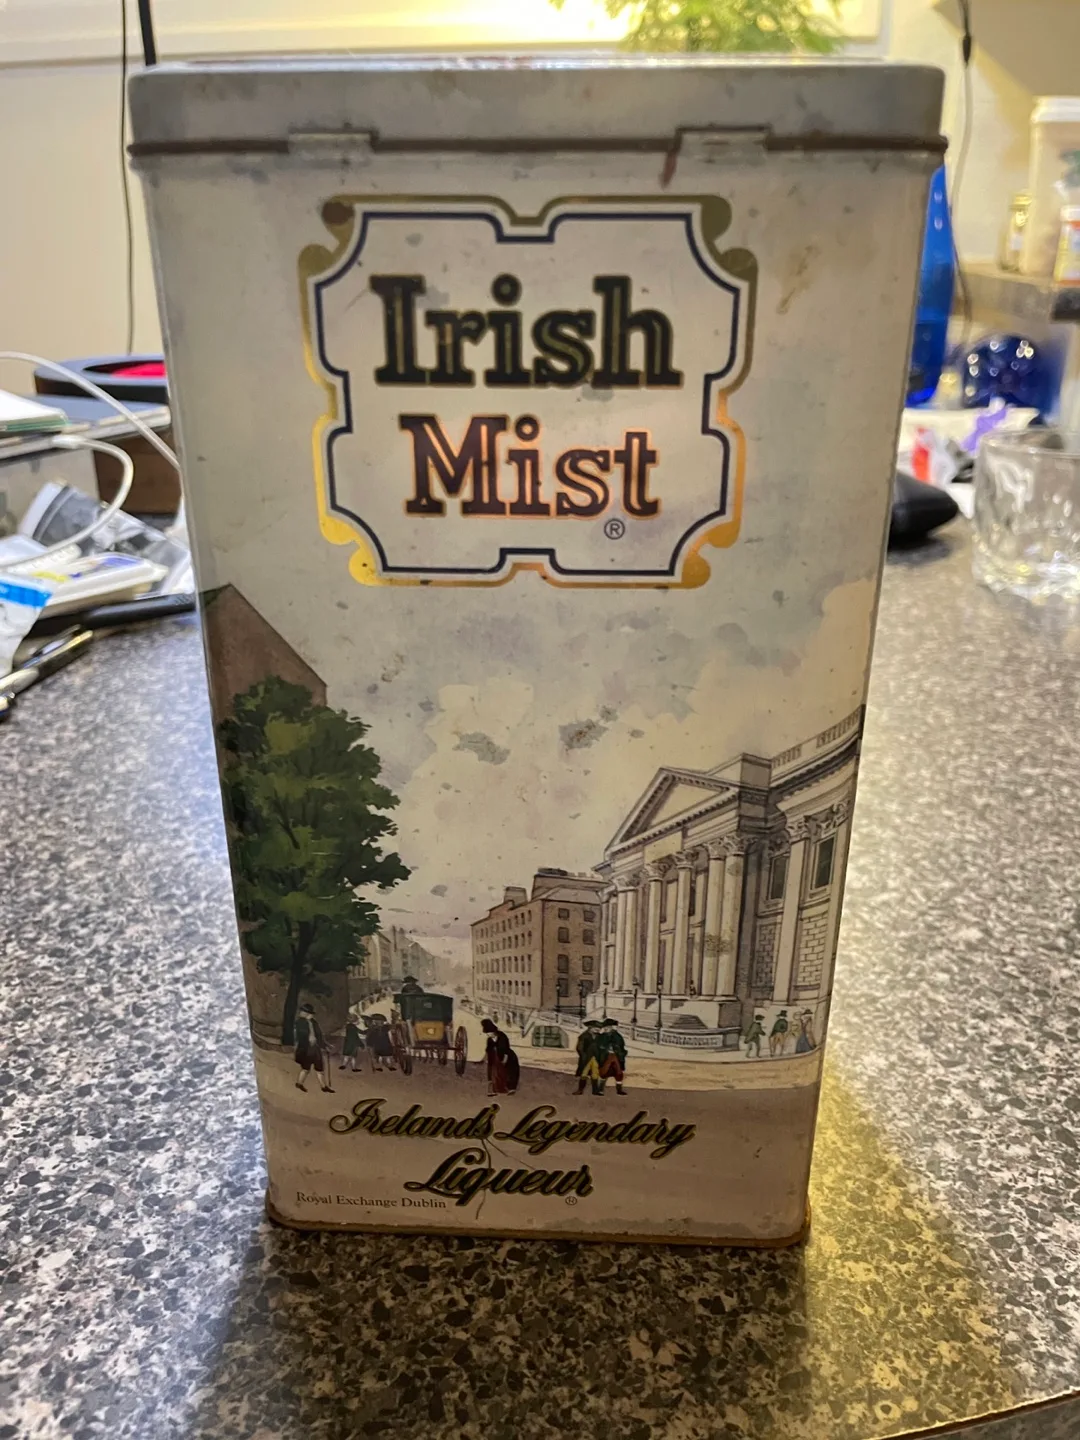 Irish
Mist
®
Ireland's Legendary
Liqueur®
Royal Exchange Dublin